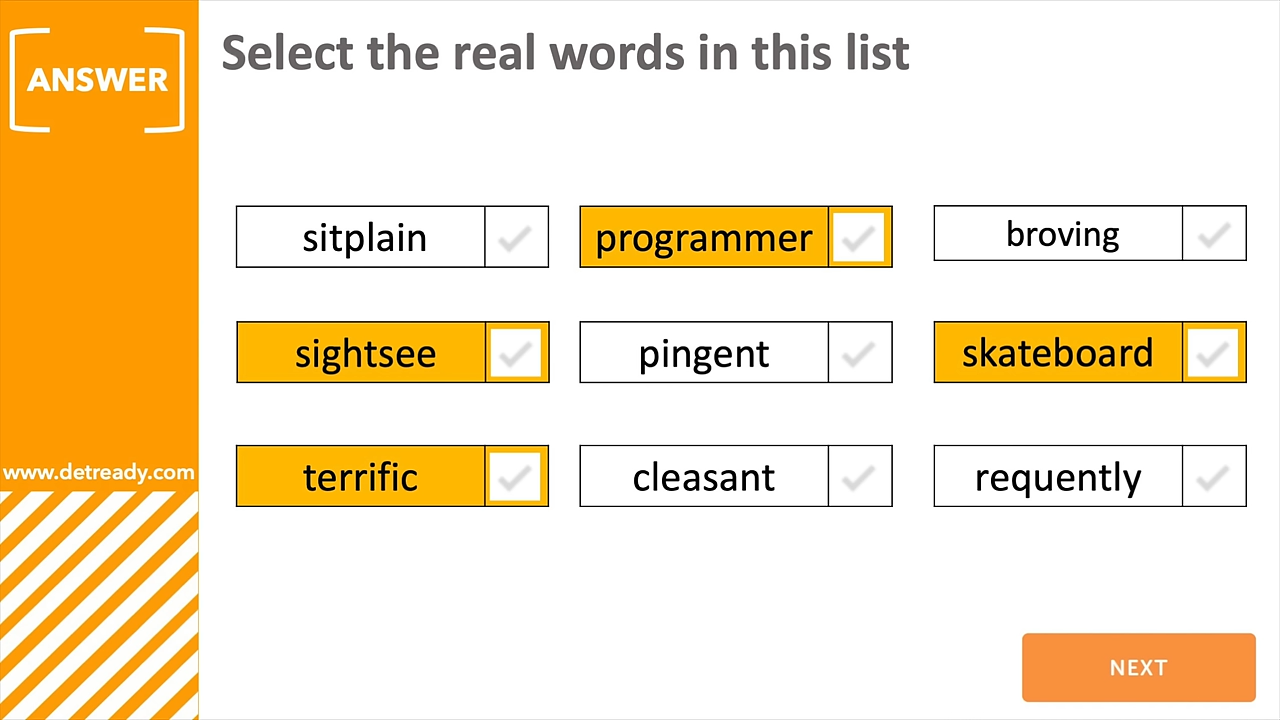 ANSWER
Select the real words in this list
sitplain
programmer
broving
sightsee
pingent
skateboard
terrific
cleasant
requently
www.detready.com
NEXT